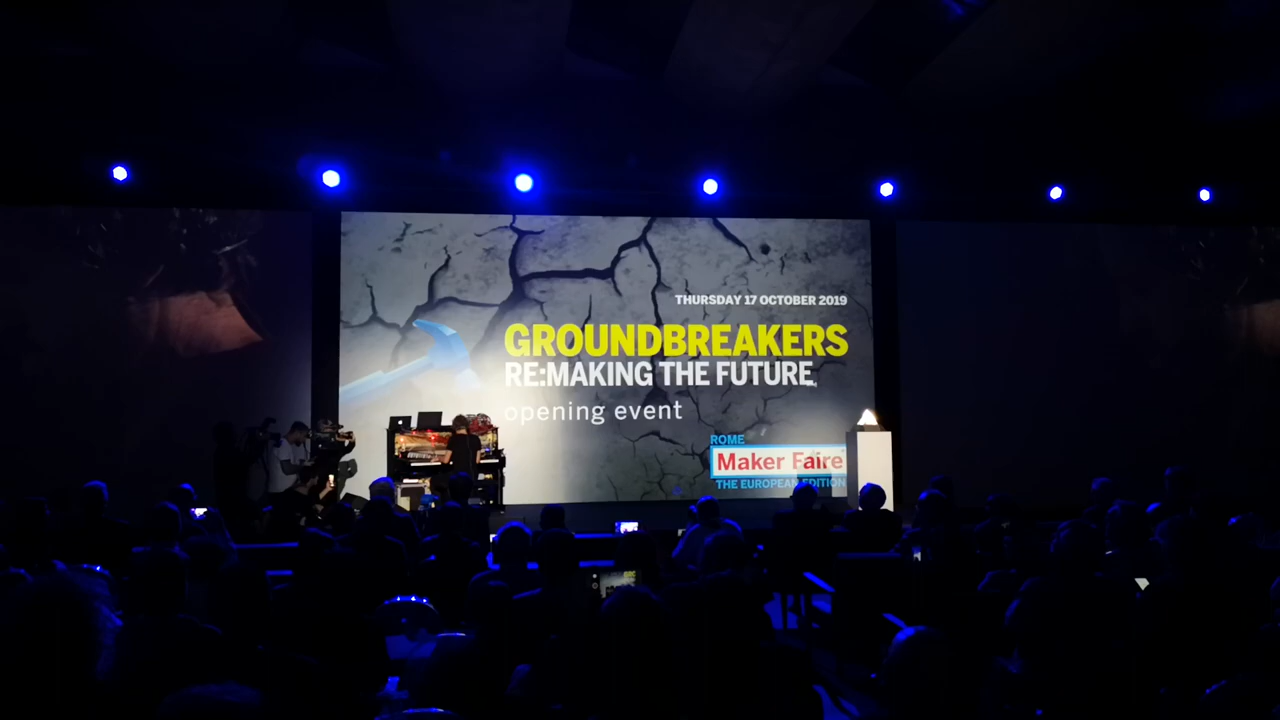 THURSDAY 17 OCTOBER 2019
GROUNDBREAKERS
RE:MAKING THE FUTURE
opening event
ROME
Maker Faire
THE EUROPEAN EDITION